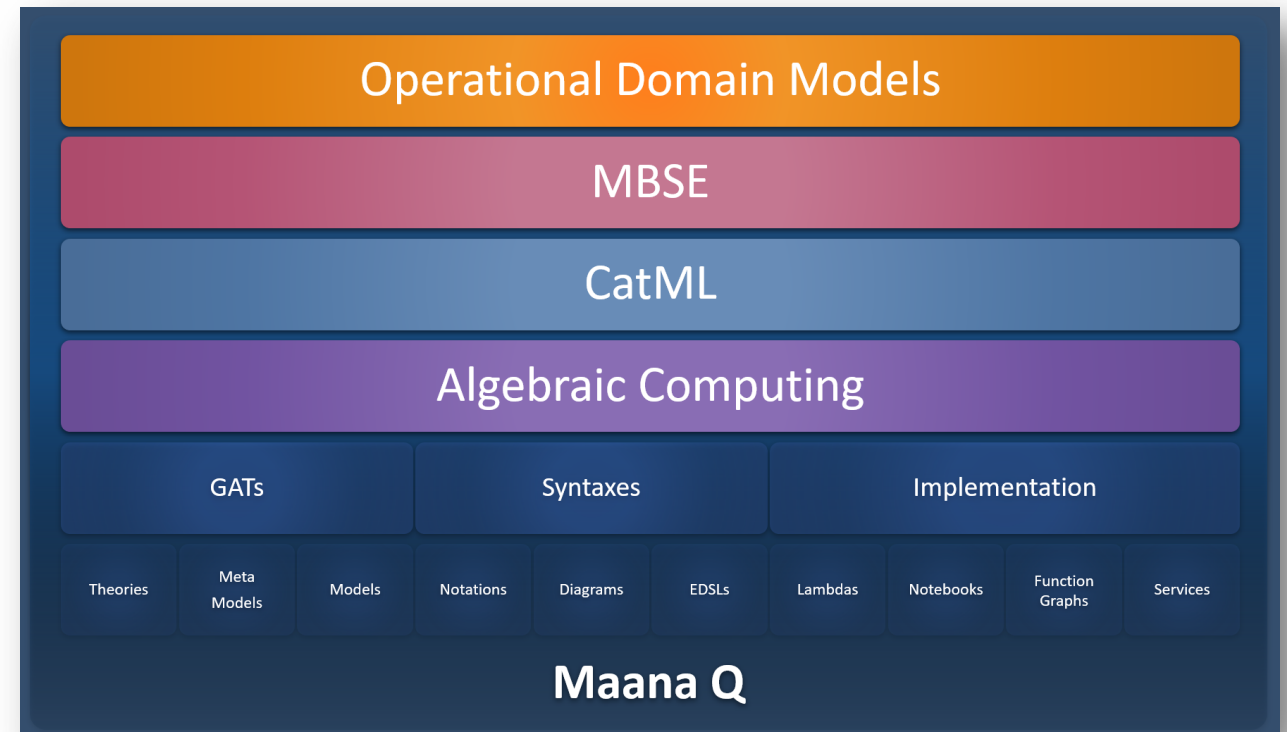 Operational Domain Models
MBSE
CatML
Algebraic Computing
GATs
Syntaxes
Implementation
Theories
Meta
Models
Models
Notations
Diagrams
EDSLs
Lambdas
Notebooks
Function
Graphs
Services
Maana Q